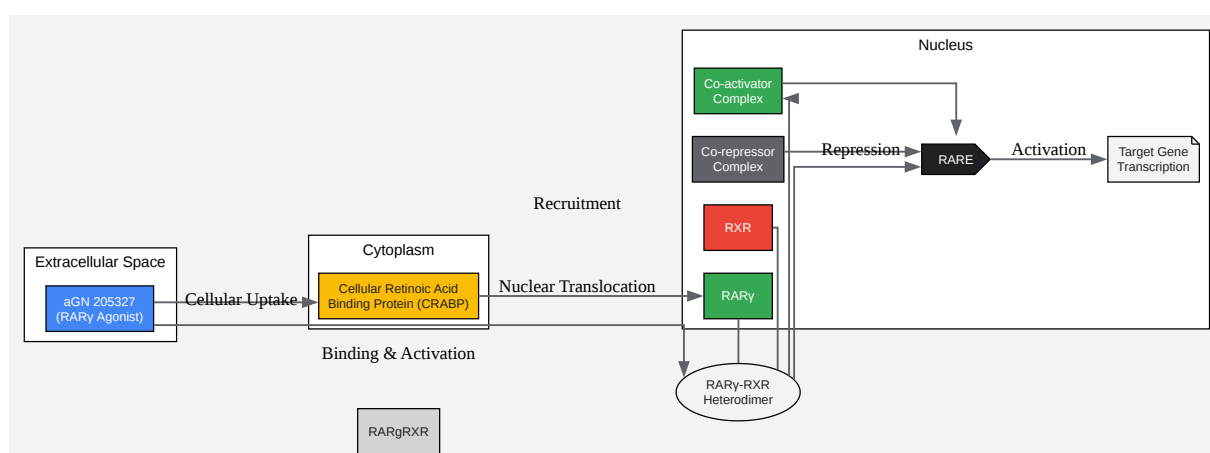 Nucleus
Co-activator
Complex
Co-repressor
Complex
Repression
RARE
Activation
Target Gene
Transcription
Recruitment
RXR
Extracellular Space
Cytoplasm
aGN 205327
(RARγ Agonist)
Cellular Uptake
Cellular Retinoic Acid
Binding Protein (CRABP)
Nuclear Translocation
RARγ
Binding & Activation
RARγ-RXR
Heterodimer
RARgRXR